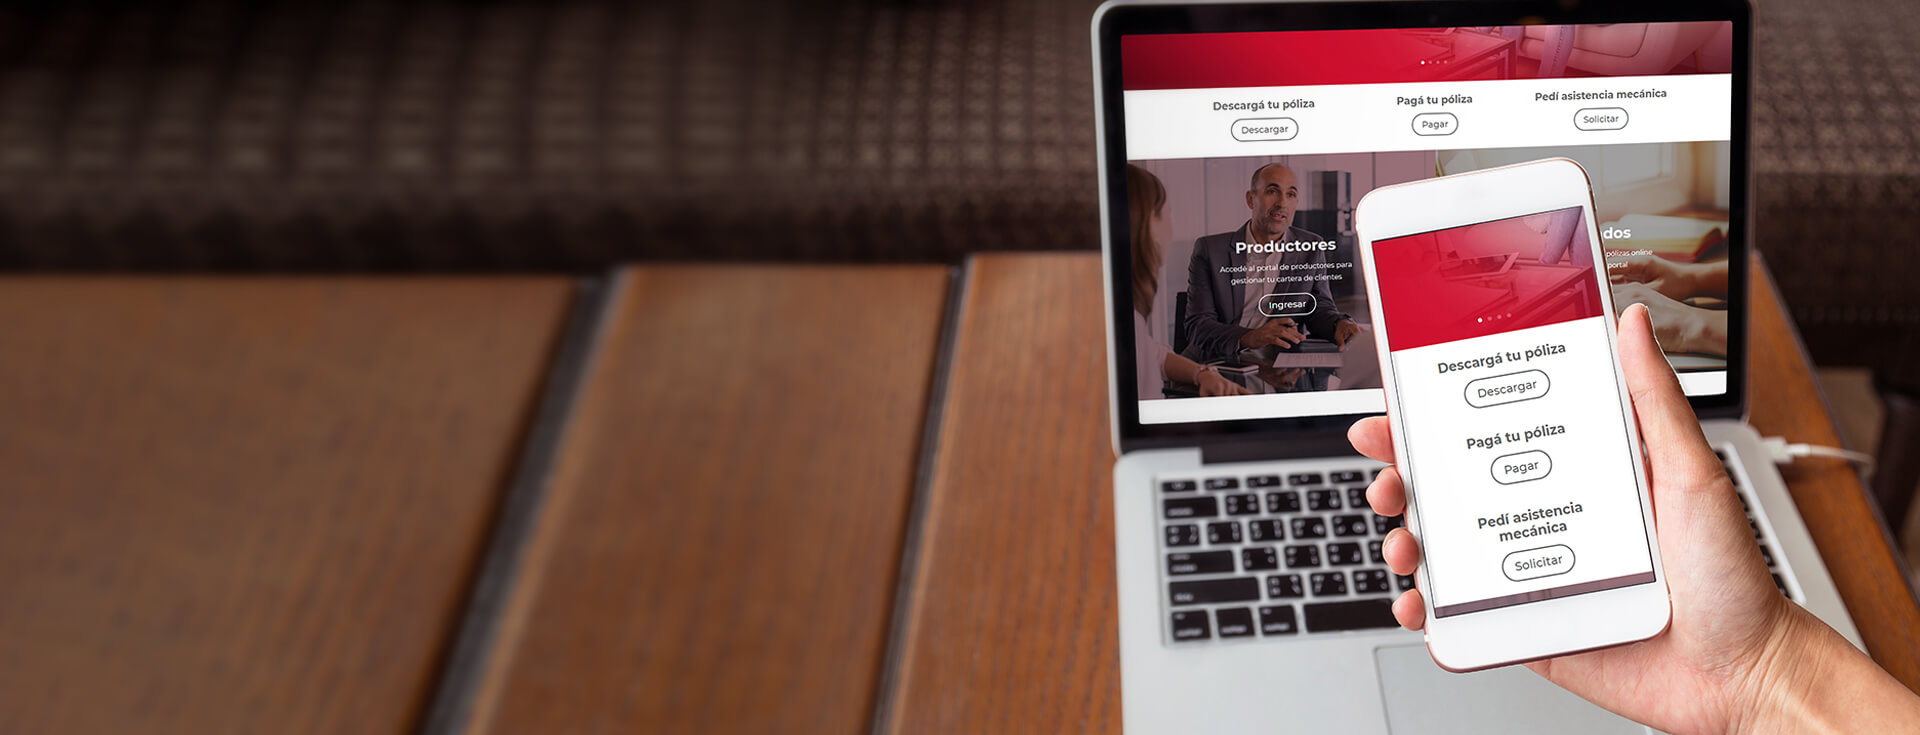 Descargá tu póliza
Descargar
Pagá tu póliza
Pagar
Pedí asistencia mecánica
Solicitar
Productores
Accedé al portal de productores para
gestionar tu cartera de clientes
Ingresar
dos
pólizas online
portal
Descargá tu póliza
Descargar
Pagá tu póliza
Pagar
Pedí asistencia
mecánica
Solicitar